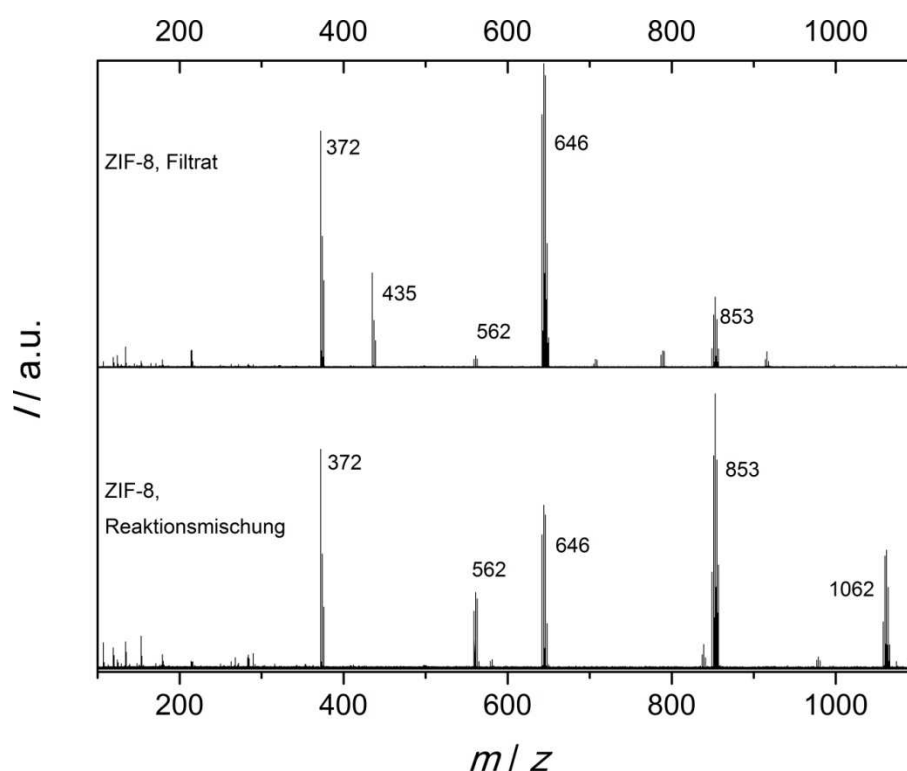 200 400 600 800 1000
372
646
ZIF-8, Filtrat
435
562
853
I / a.u.
372
853
ZIF-8,
Reaktionsmischung
646
562
1062
200 400 600 800 1000
m / z